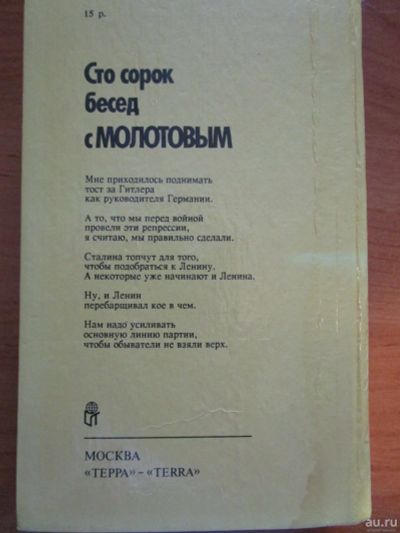 15 р.
Сто сорок
бесед
с МОЛОТОВЫМ
Мне приходилось поднимать
тост за Гитлера
как руководителя Германии.
А то, что мы перед войной
провели эти репрессии,
я считаю, мы правильно сделали.
Сталина топчут для того,
чтобы подобраться к Ленину.
А некоторые уже начинают и Ленина.
Ну, и Ленин
перебарщивал кое в чем.
Нам надо усиливать
основную линию партии,
чтобы обыватели не взяли верх.
МОСКВА
«ТЕРРА» – «TERRA»
au.ru